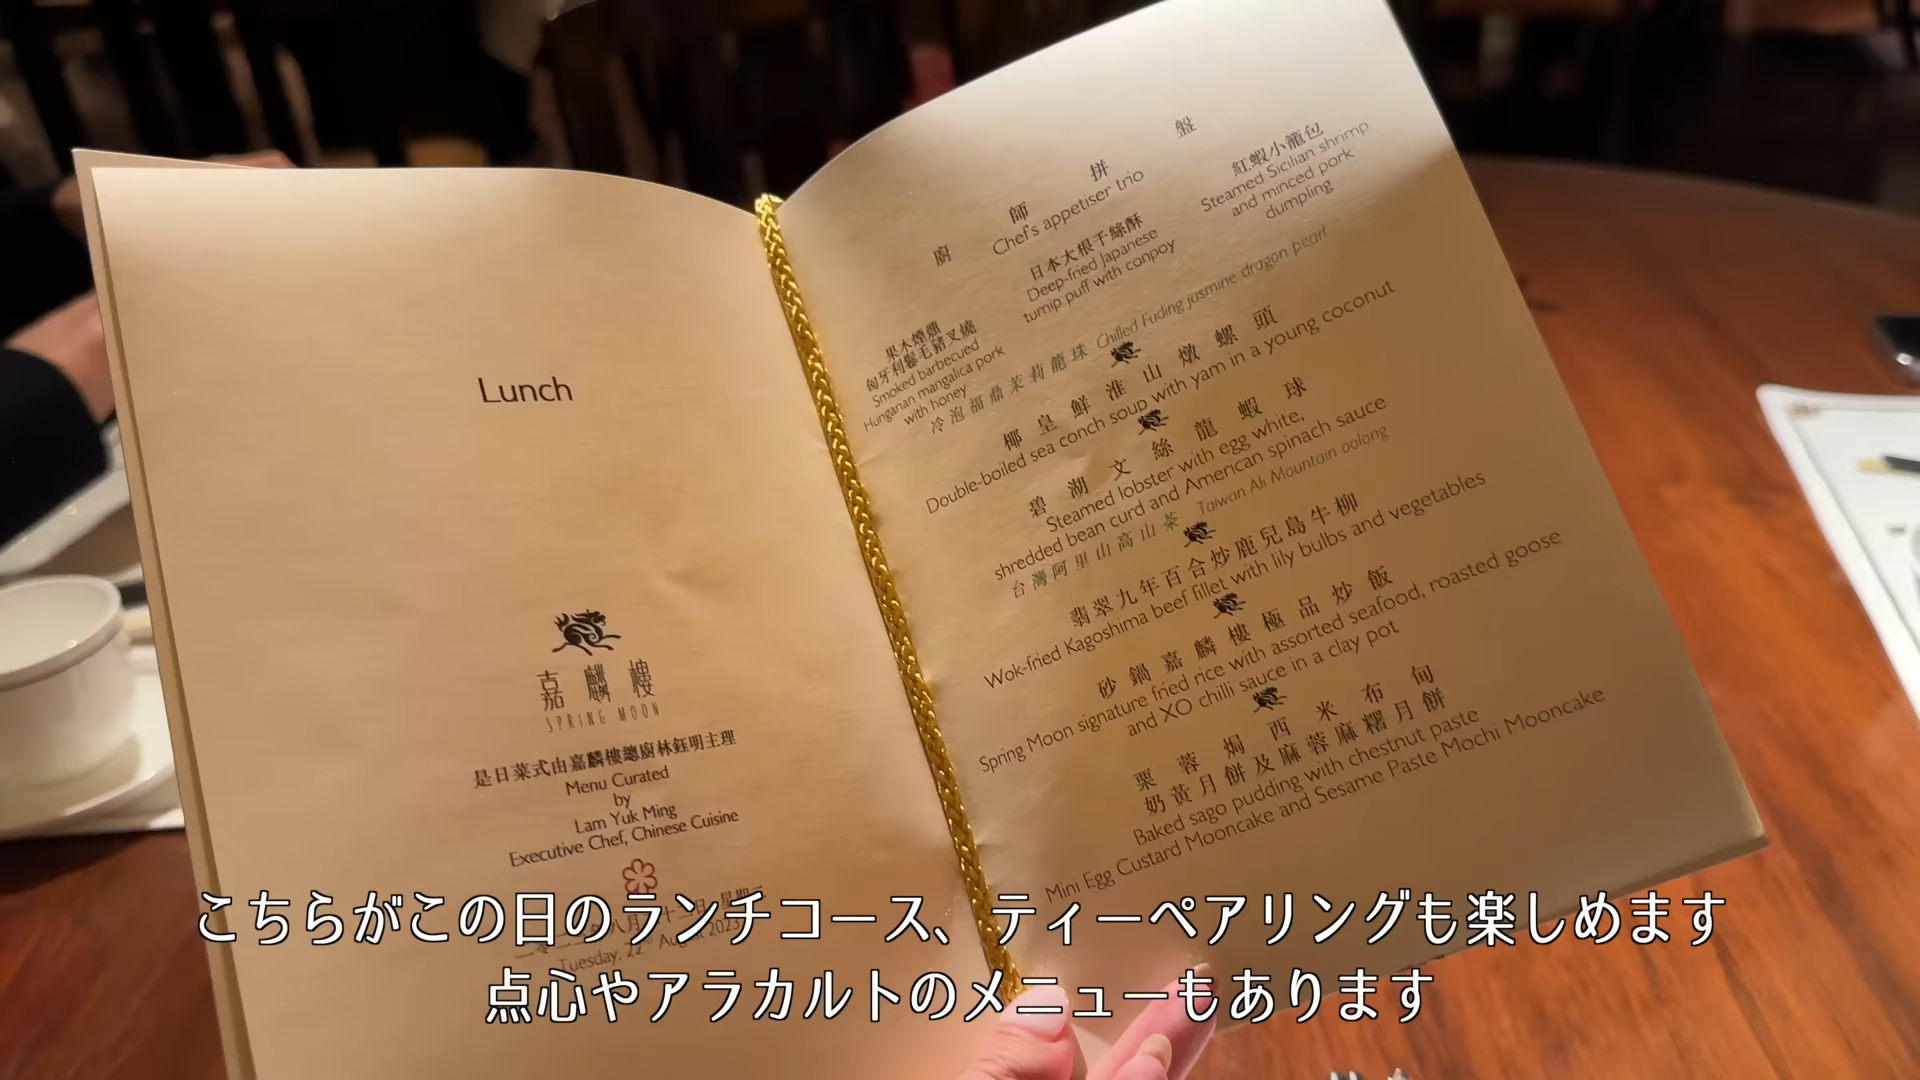 Lunch
嘉麟樓
SPRING MOON
是日菜式由嘉麟樓總廚林鈺明主理
Menu Curated
by
Lam Yuk Ming
Executive Chef, Chinese Cuisine
Tuesday, 22 August 2023
廚師拼盤
Chef's appetiser trio
果木煙燻
匈牙利鬈毛豬叉燒
Smoked barbecued
Hungarian mangalica pork
with honey
日本大根千絲酥
Deep-fried Japanese
turnip puff with conpoy
紅蝦小籠包
Steamed Sicilian shrimp
and minced pork
dumpling
冷泡福鼎茉莉龍珠 Chilled Fuding jasmine dragon pearl
椰皇鮮淮山燉螺頭
Double-boiled sea conch soup with yam in a young coconut
碧湖文絲龍蝦球
Steamed lobster with egg white,
shredded bean curd and American spinach sauce
台灣阿里山高山茶 Taiwan Ali Mountain oolong
翡翠九年百合炒鹿兒島牛柳
Wok-fried Kagoshima beef fillet with lily bulbs and vegetables
砂鍋嘉麟樓極品炒飯
Spring Moon signature fried rice with assorted seafood, roasted goose
and XO chilli sauce in a clay pot
栗蓉焗西米布甸
奶黃月餅及麻蓉麻糬月餅
Baked sago pudding with chestnut paste
Mini Egg Custard Mooncake and Sesame Paste Mochi Mooncake
こちらがこの日のランチコース、ティーペアリングも楽しめます
点心やアラカルトのメニューもあります